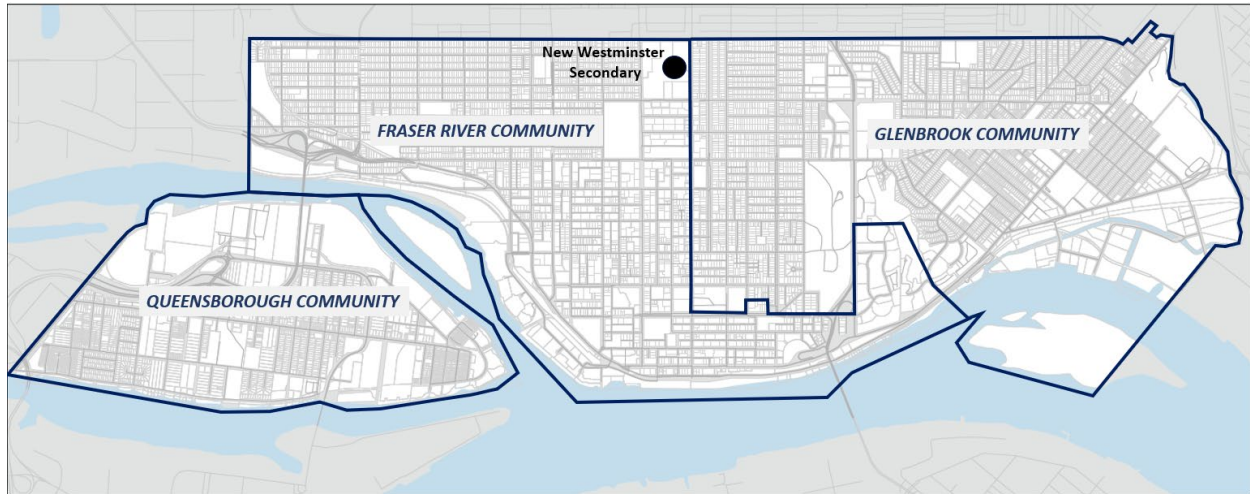 New Westminster
Secondary
FRASER RIVER COMMUNITY
GLENBROOK COMMUNITY
QUEENSBOROUGH COMMUNITY